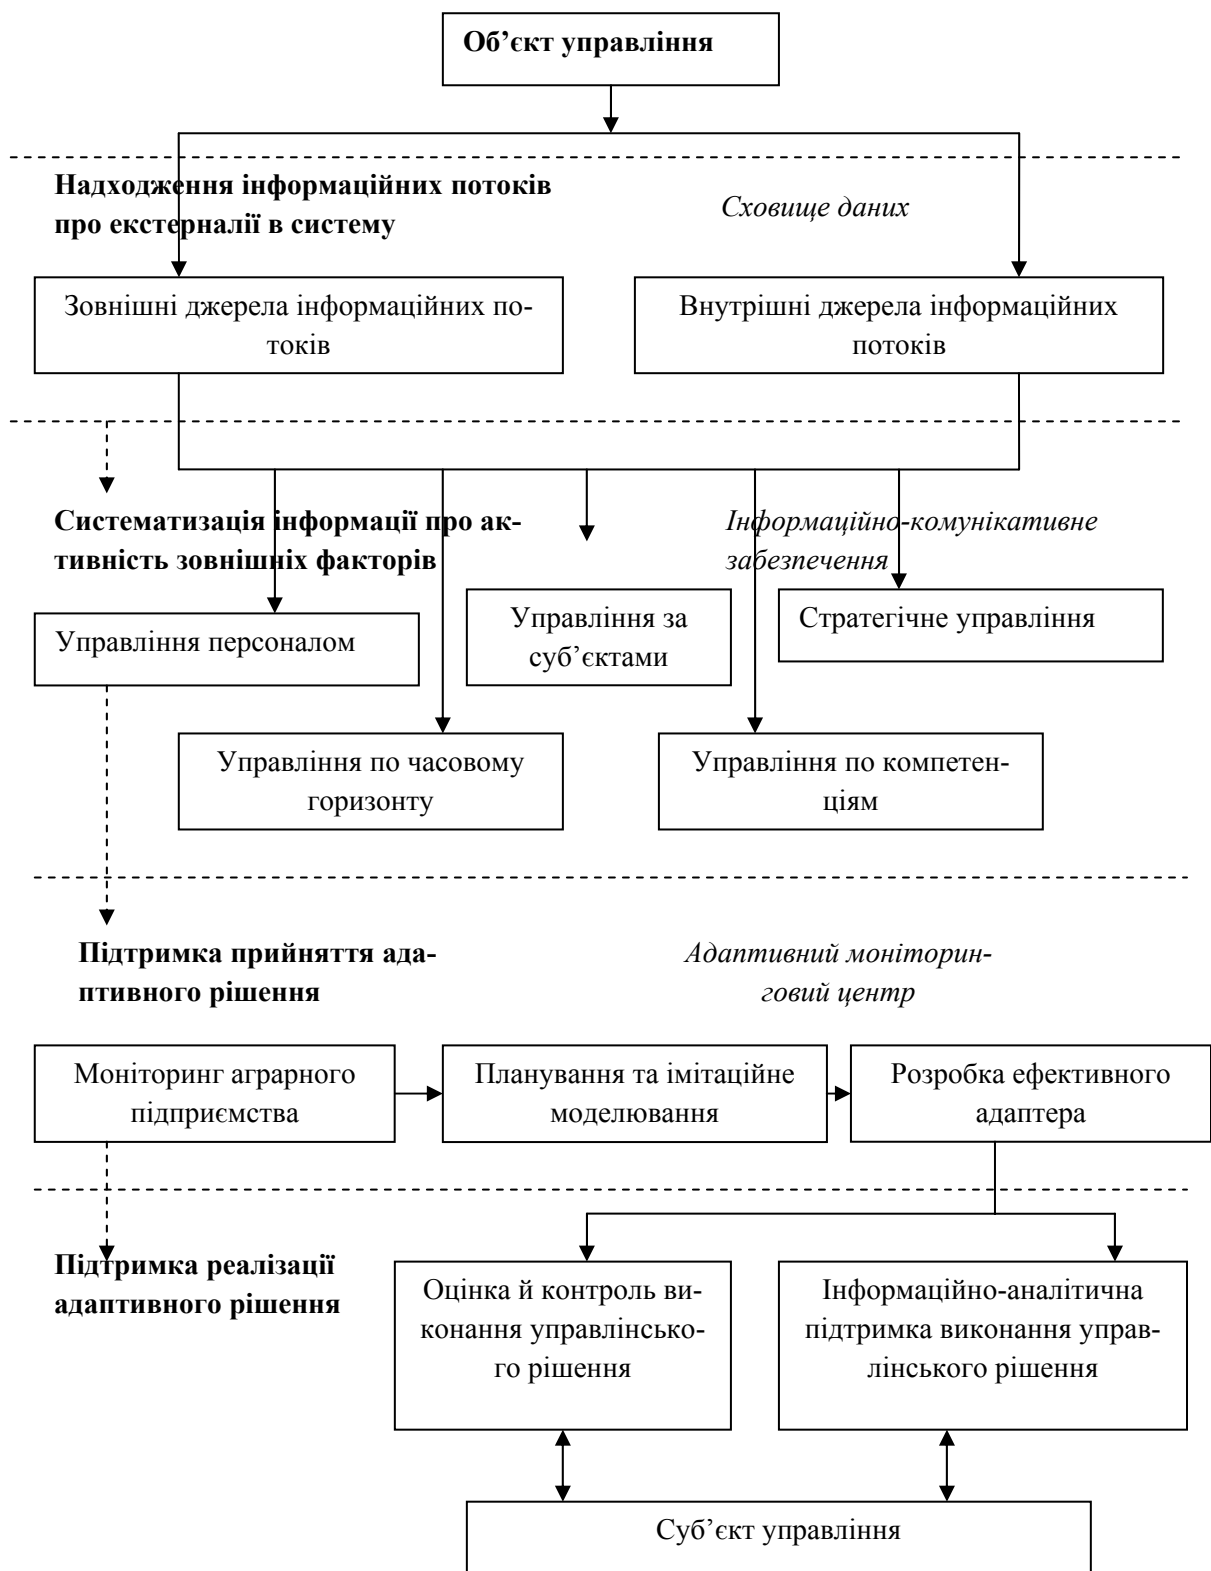 Об’єкт управління
Надходження інформаційних потоків
про екстерналії в систему
Сховище даних
Зовнішні джерела інформаційних по-
токів
Внутрішні джерела інформаційних
потоків
Систематизація інформації про ак-
тивність зовнішніх факторів
Інформаційно-комунікативне
забезпечення
Управління персоналом
Управління за
суб’єктами
Стратегічне управління
Управління по часовому
горизонту
Управління по компетен-
ціям
Підтримка прийняття ада-
птивного рішення
Адаптивний моніторин-
говий центр
Моніторинг аграрного
підприємства
Планування та імітаційне
моделювання
Розробка ефективного
адаптера
Підтримка реалізації
адаптивного рішення
Оцінка й контроль ви-
конання управлінсько-
го рішення
Інформаційно-аналітична
підтримка виконання управ-
лінського рішення
Суб’єкт управління